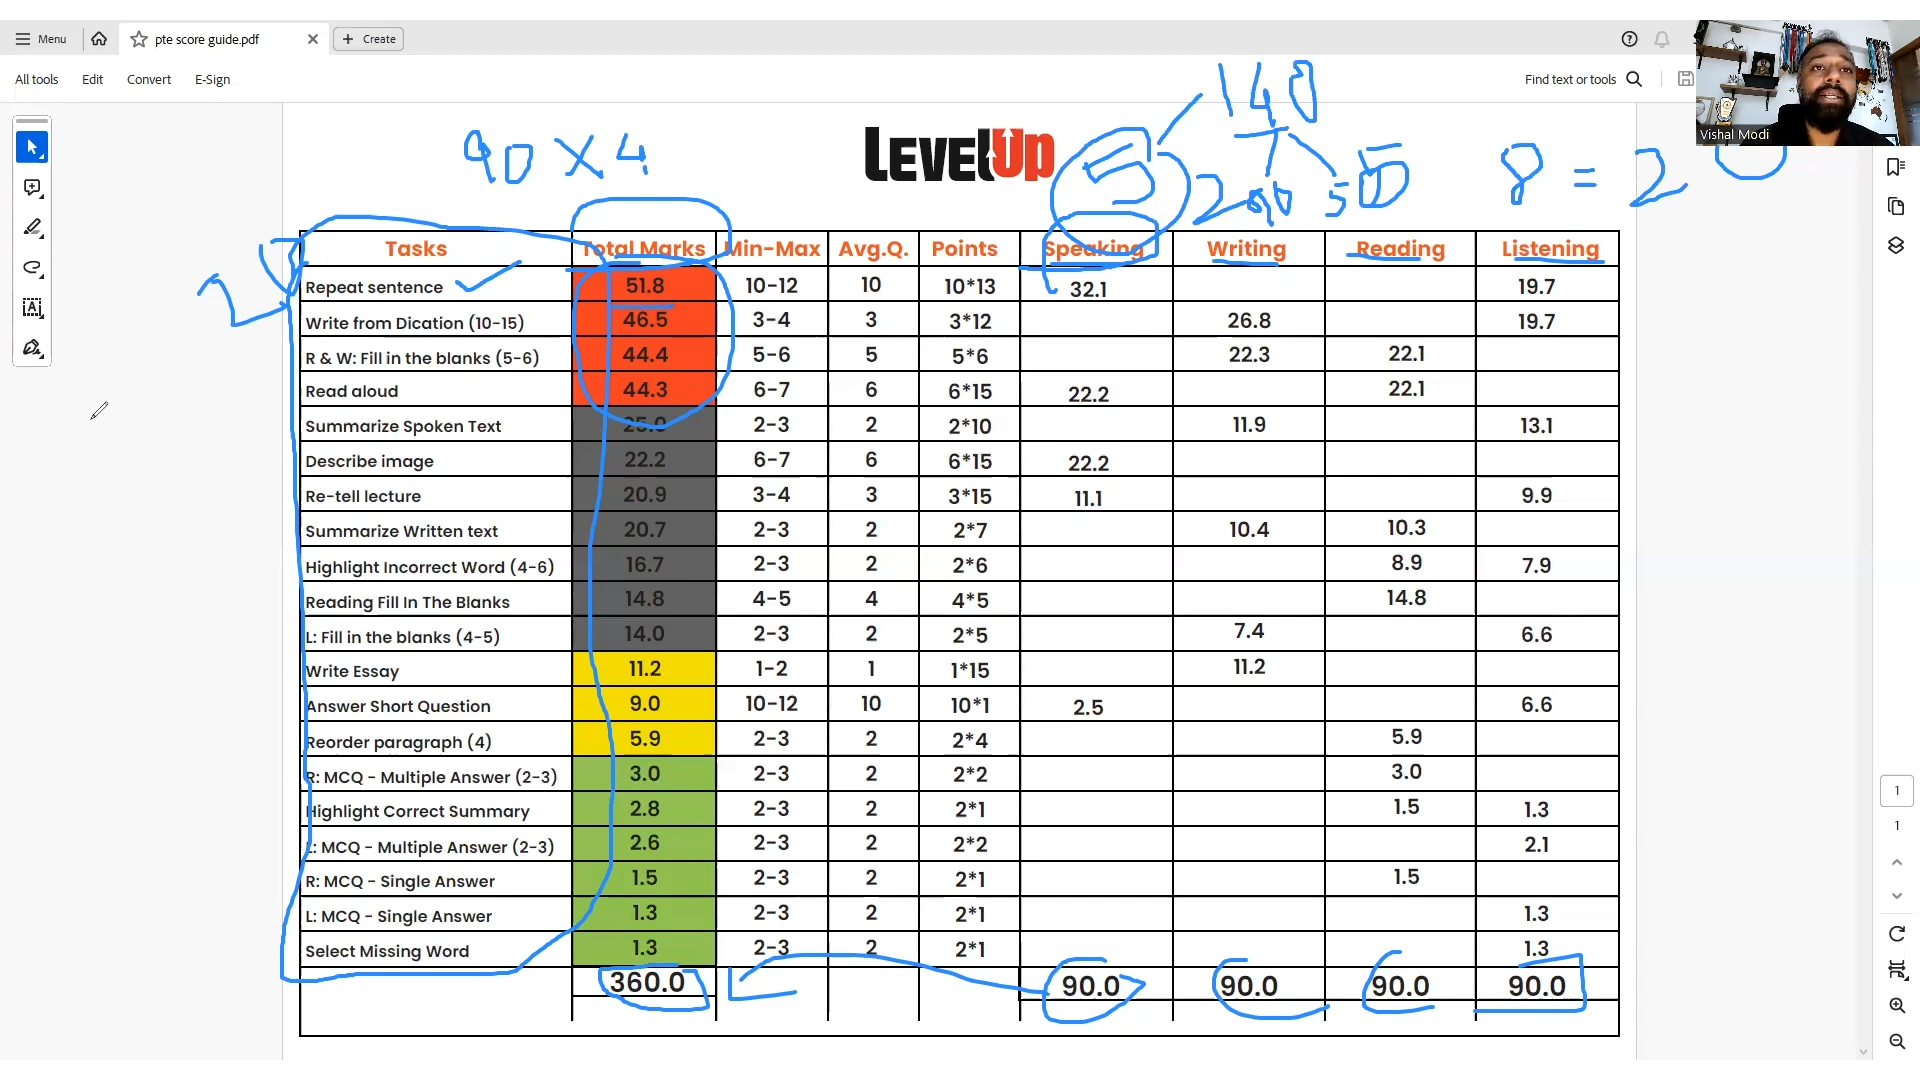 Menu pte score guide.pdf Create
All tools Edit Convert E-Sign Find text or tools
Vishal Modi
140
90 X 4 LEVELUP 5 200 50 8 = 20
Tasks Total Marks Min-Max Avg.Q. Points Speaking Writing Reading Listening
Repeat sentence 51.8 10-12 10 10*13 32.1 19.7
Write from Dication (10-15) 46.5 3-4 3 3*12 26.8 19.7
R & W: Fill in the blanks (5-6) 44.4 5-6 5 5*6 22.3 22.1
Read aloud 44.3 6-7 6 6*15 22.2 22.1
Summarize Spoken Text 25.0 2-3 2 2*10 11.9 13.1
Describe image 22.2 6-7 6 6*15 22.2
Re-tell lecture 20.9 3-4 3 3*15 11.1 9.9
Summarize Written text 20.7 2-3 2 2*7 10.4 10.3
Highlight Incorrect Word (4-6) 16.7 2-3 2 2*6 8.9 7.9
Reading Fill In The Blanks 14.8 4-5 4 4*5 14.8
L: Fill in the blanks (4-5) 14.0 2-3 2 2*5 7.4 6.6
Write Essay 11.2 1-2 1 1*15 11.2
Answer Short Question 9.0 10-12 10 10*1 2.5 6.6
Reorder paragraph (4) 5.9 2-3 2 2*4 5.9
R: MCQ - Multiple Answer (2-3) 3.0 2-3 2 2*2 3.0
Highlight Correct Summary 2.8 2-3 2 2*1 1.5 1.3
L: MCQ - Multiple Answer (2-3) 2.6 2-3 2 2*2 2.1
R: MCQ - Single Answer 1.5 2-3 2 2*1 1.5
L: MCQ - Single Answer 1.3 2-3 2 2*1 1.3
Select Missing Word 1.3 2-3 2 2*1 1.3
360.0 90.0 90.0 90.0 90.0
1
1